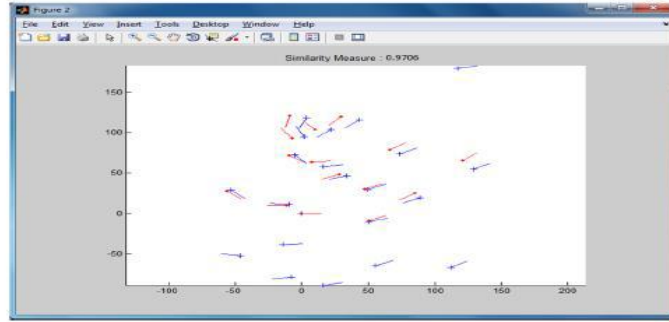 Figure 2
File Edit View Insert Tools Desktop Window Help
Similarity Measure : 0.9706
150
100
50
0
-50
-100 -50 0 50 100 150 200